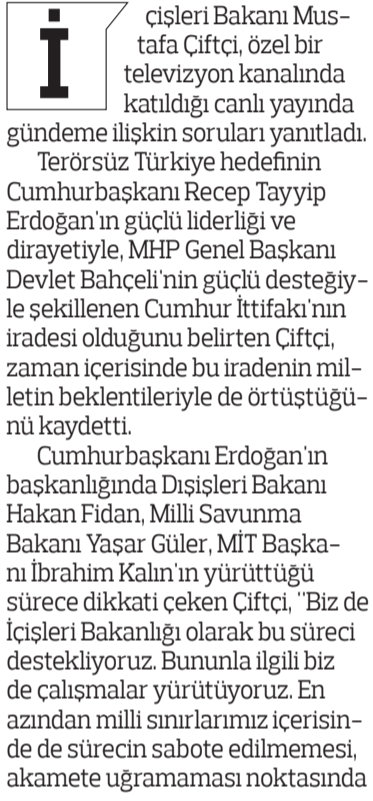 İçişleri Bakanı Mus-
tafa Çiftçi, özel bir
televizyon kanalında
katıldığı canlı yayında
gündeme ilişkin soruları yanıtladı.
Terörsüz Türkiye hedefinin
Cumhurbaşkanı Recep Tayyip
Erdoğan'ın güçlü liderliği ve
dirayetiyle, MHP Genel Başkanı
Devlet Bahçeli'nin güçlü desteğiy-
le şekillenen Cumhur İttifakı'nın
iradesi olduğunu belirten Çiftçi,
zaman içerisinde bu iradenin mil-
letin beklentileriyle de örtüştüğü-
nü kaydetti.
Cumhurbaşkanı Erdoğan'ın
başkanlığında Dışişleri Bakanı
Hakan Fidan, Milli Savunma
Bakanı Yaşar Güler, MİT Başka-
nı İbrahim Kalın'ın yürüttüğü
sürece dikkati çeken Çiftçi, "Biz de
İçişleri Bakanlığı olarak bu süreci
destekliyoruz. Bununla ilgili biz
de çalışmalar yürütüyoruz. En
azından milli sınırlarımız içerisin-
de de sürecin sabote edilmemesi,
akamete uğramaması noktasında